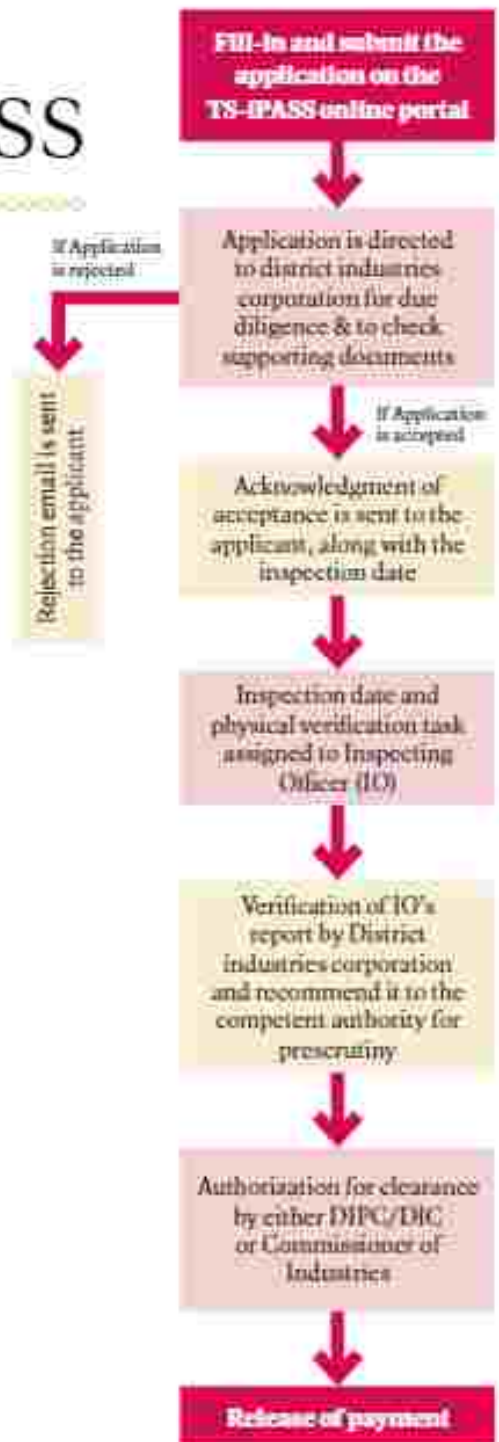 SS
Fill-in and submit the
application on the
TS-iPASS online portal
If Application
is rejected
Application is directed
to district industries
corporation for due
diligence & to check
supporting documents
Rejection email is sent
to the applicant
If Application
is accepted
Acknowledgment of
acceptance is sent to the
applicant, along with the
inspection date
Inspection date and
physical verification task
assigned to Inspecting
Officer (IO)
Verification of IO's
report by District
industries corporation
and recommend it to the
competent authority for
prescrutiny
Authorization for clearance
by either DIPC/DIC
or Commissioner of
Industries
Release of payment